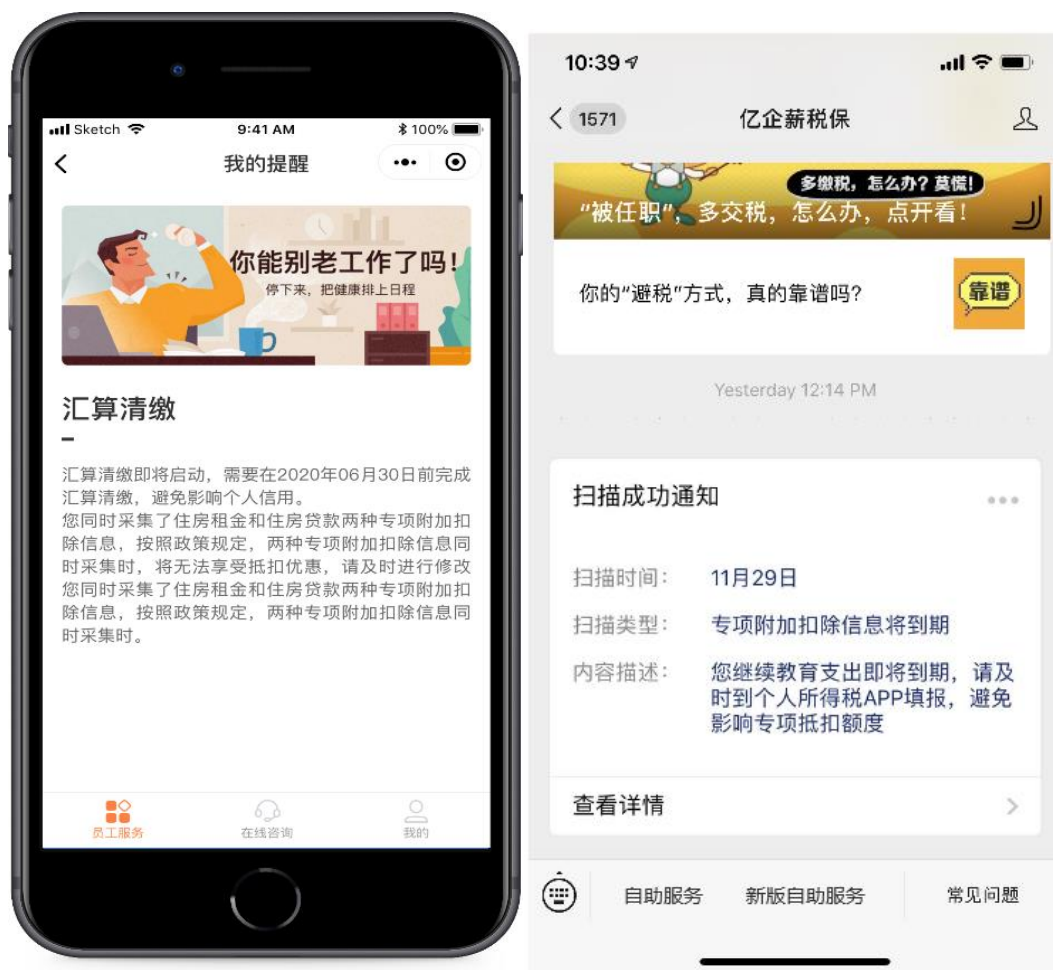 Sketch
9:41 AM
100%
我的提醒
你能别老工作了吗!
停下来，把健康排上日程
汇算清缴
汇算清缴即将启动，需要在2020年06月30日前完成
汇算清缴，避免影响个人信用。
您同时采集了住房租金和住房贷款两种专项附加扣
除信息，按照政策规定，两种专项附加扣除信息同
时采集时，将无法享受抵扣优惠，请及时进行修改
您同时采集了住房租金和住房贷款两种专项附加扣
除信息，按照政策规定，两种专项附加扣除信息同
时采集时。
员工服务
在线咨询
我的
10:39
1571
亿企薪税保
多缴税，怎么办？莫慌!
“被任职”，多交税，怎么办，点开看!
你的“避税”方式，真的靠谱吗?
靠谱
Yesterday 12:14 PM
扫描成功通知
扫描时间： 11月29日
扫描类型： 专项附加扣除信息将到期
内容描述： 您继续教育支出即将到期，请及
时到个人所得税APP填报，避免
影响专项抵扣额度
查看详情
自助服务
新版自助服务
常见问题